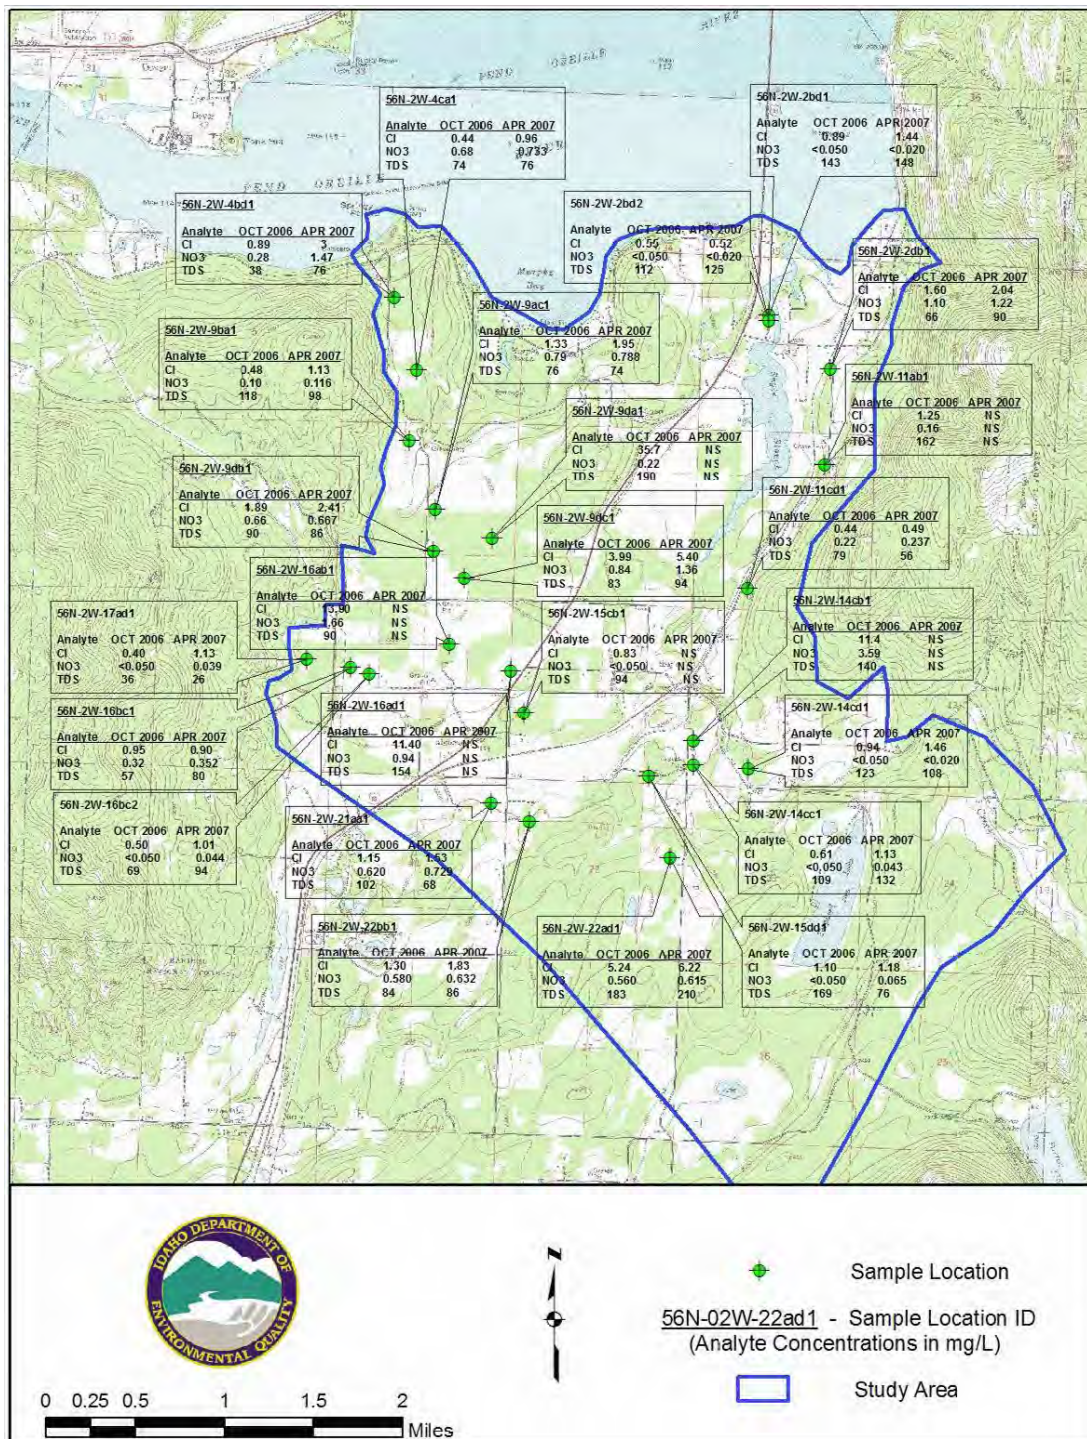 Dover
PEND OREILLE
RIVER
PEND OREILLE
Murphy
Bay
56N-2W-4ca1
Analyte OCT 2006 APR 2007
Cl 0.44 0.96
NO3 0.68 0.733
TDS 74 76
56N-2W-2bd1
Analyte OCT 2006 APR 2007
Cl 0.89 1.44
NO3 <0.050 <0.020
TDS 143 148
56N-2W-4bd1
Analyte OCT 2006 APR 2007
Cl 0.89 3
NO3 0.28 1.47
TDS 38 76
56N-2W-2bd2
Analyte OCT 2006 APR 2007
Cl 0.55 0.52
NO3 <0.050 <0.020
TDS 112 125
56N-2W-2db1
Analyte OCT 2006 APR 2007
Cl 1.60 2.04
NO3 1.10 1.22
TDS 66 90
56N-2W-9ac1
Analyte OCT 2006 APR 2007
Cl 1.33 1.95
NO3 0.79 0.788
TDS 76 74
56N-2W-9ba1
Analyte OCT 2006 APR 2007
Cl 0.48 1.13
NO3 0.10 0.116
TDS 118 98
56N-2W-11ab1
Analyte OCT 2006 APR 2007
Cl 1.25 NS
NO3 0.16 NS
TDS 162 NS
56N-2W-9da1
Analyte OCT 2006 APR 2007
Cl 35.7 NS
NO3 0.22 NS
TDS 190 NS
56N-2W-9db1
Analyte OCT 2006 APR 2007
Cl 1.89 2.41
NO3 0.66 0.667
TDS 90 86
56N-2W-11cd1
Analyte OCT 2006 APR 2007
Cl 0.44 0.49
NO3 0.22 0.237
TDS 79 56
56N-2W-9dc1
Analyte OCT 2006 APR 2007
Cl 3.99 5.40
NO3 0.84 1.36
TDS 83 94
56N-2W-16ab1
Analyte OCT 2006 APR 2007
Cl 13.90 NS
NO3 1.66 NS
TDS 90 NS
56N-2W-14cb1
Analyte OCT 2006 APR 2007
Cl 11.4 NS
NO3 3.59 NS
TDS 140 NS
56N-2W-17ad1
Analyte OCT 2006 APR 2007
Cl 0.40 1.13
NO3 <0.050 0.039
TDS 36 26
56N-2W-15cb1
Analyte OCT 2006 APR 2007
Cl 0.83 NS
NO3 <0.050 NS
TDS 94 NS
56N-2W-16bc1
Analyte OCT 2006 APR 2007
Cl 0.95 0.90
NO3 0.32 0.352
TDS 57 80
56N-2W-16ad1
Analyte OCT 2006 APR 2007
Cl 11.40 NS
NO3 0.94 NS
TDS 154 NS
56N-2W-14cd1
Analyte OCT 2006 APR 2007
Cl 0.94 1.46
NO3 <0.050 <0.020
TDS 123 108
56N-2W-16bc2
Analyte OCT 2006 APR 2007
Cl 0.50 1.01
NO3 <0.050 0.044
TDS 69 94
56N-2W-21aa1
Analyte OCT 2006 APR 2007
Cl 1.15 1.53
NO3 0.620 0.729
TDS 102 68
56N-2W-14cc1
Analyte OCT 2006 APR 2007
Cl 0.61 1.13
NO3 <0.050 0.043
TDS 109 132
56N-2W-22bb1
Analyte OCT 2006 APR 2007
Cl 1.30 1.83
NO3 0.580 0.632
TDS 84 86
56N-2W-22ad1
Analyte OCT 2006 APR 2007
Cl 5.24 6.22
NO3 0.560 0.615
TDS 183 210
56N-2W-15dd1
Analyte OCT 2006 APR 2007
Cl 1.10 1.18
NO3 <0.050 0.065
TDS 169 76
IDAHO DEPARTMENT OF
ENVIRONMENTAL QUALITY
N
Sample Location
56N-02W-22ad1 - Sample Location ID
(Analyte Concentrations in mg/L)
Study Area
0 0.25 0.5 1 1.5 2
Miles